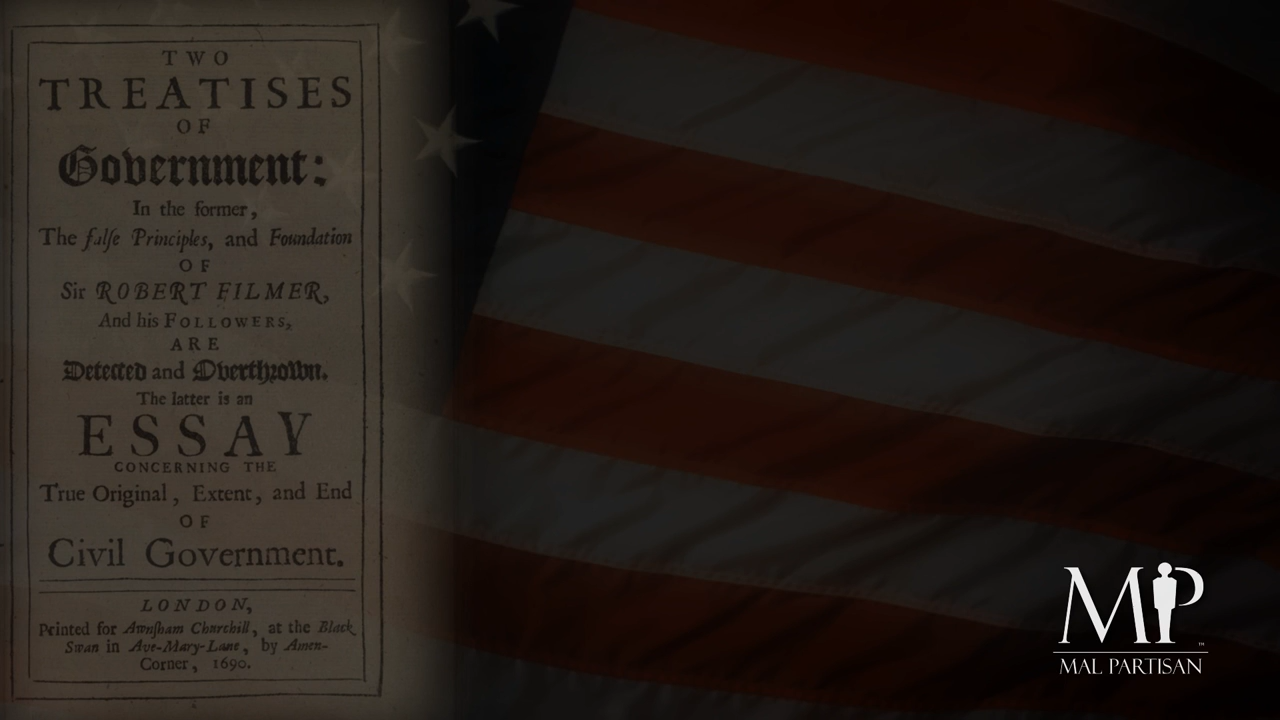 TWO
TREATISES
OF
Government:
In the former,
The false Principles, and Foundation
OF
Sir ROBERT FILMER,
And his FOLLOWERS,
ARE
Detected and Overthrown.
The latter is an
ESSAY
CONCERNING THE
True Original, Extent, and End
OF
Civil Government.
LONDON,
Printed for Awnsham Churchill, at the Black
Swan in Ave-Mary-Lane, by Amen-
Corner, 1690.
MP™
MAL PARTISAN